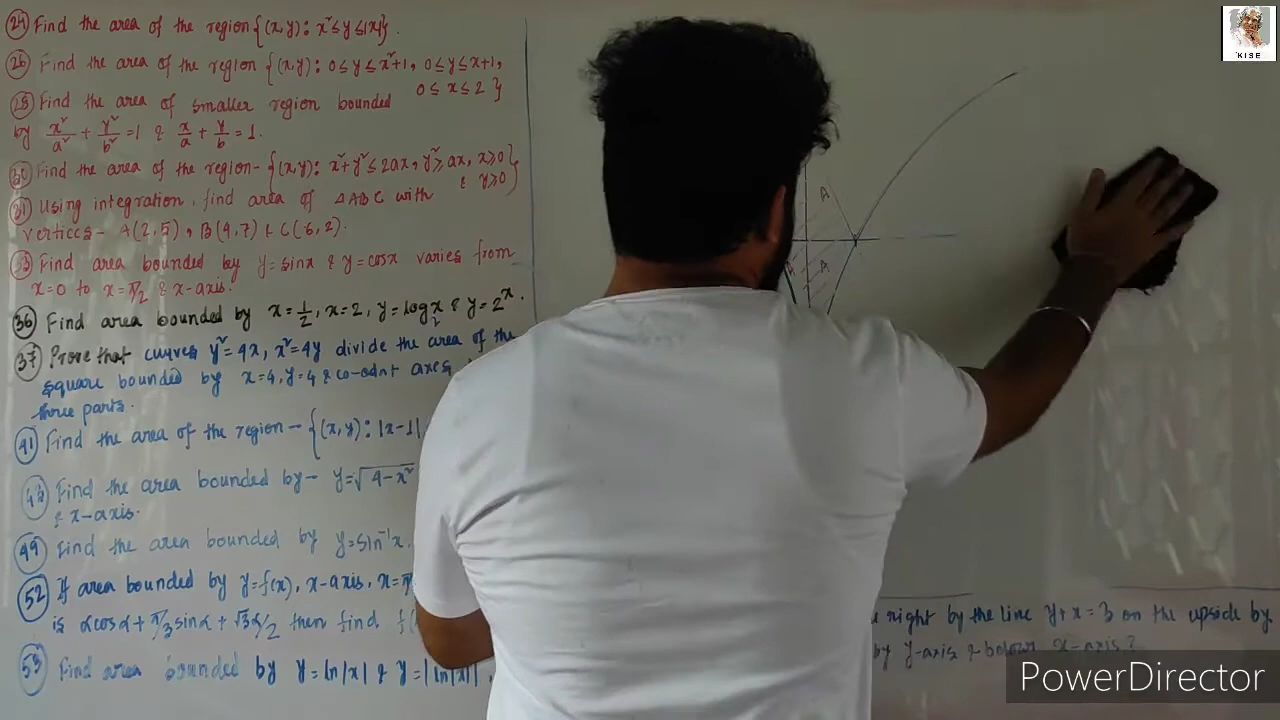 24 Find the area of the region {(x,y): x² ≤ y ≤ |x|}.
26 Find the area of the region {(x,y): 0 ≤ y ≤ x²+1, 0 ≤ y ≤ x+1,
0 ≤ x ≤ 2}
Find the area of smaller region bounded
by x²/a² + y²/b² = 1 & x/a + y/b = 1.
Find the area of the region- {(x,y): x²+y² ≤ 2ax, y² ≥ ax, x ≥ 0
& y ≥ 0}
31 Using integration, find area of △ABC with
vertices- A(2,5), B(4,7) & C(6,2).
Find area bounded by y=sinx & y=cosx varies from
x=0 to x=π/2 & x-axis.
36 Find area bounded by x=1/2, x=2, y=log x & y=2^x.
37 Prove that curves y²=4x, x²=4y divide the area of the
square bounded by x=4, y=4 & co-odnt axes
three parts.
41 Find the area of the region- {(x,y): |x-1|
Find the area bounded by- y=√4-x²
& x-axis.
49 Find the area bounded by y=sin⁻¹x.
52 If area bounded by y=f(x), x-axis, x=π
is αcosα + π/3 sinα + √3α/2 then find f(
53 Find area bounded by y=ln|x| & y=|ln|x||,
A
A
A
right by the line y+x=3 on the upside by
by y-axis & below x-axis?
KISE
PowerDirector